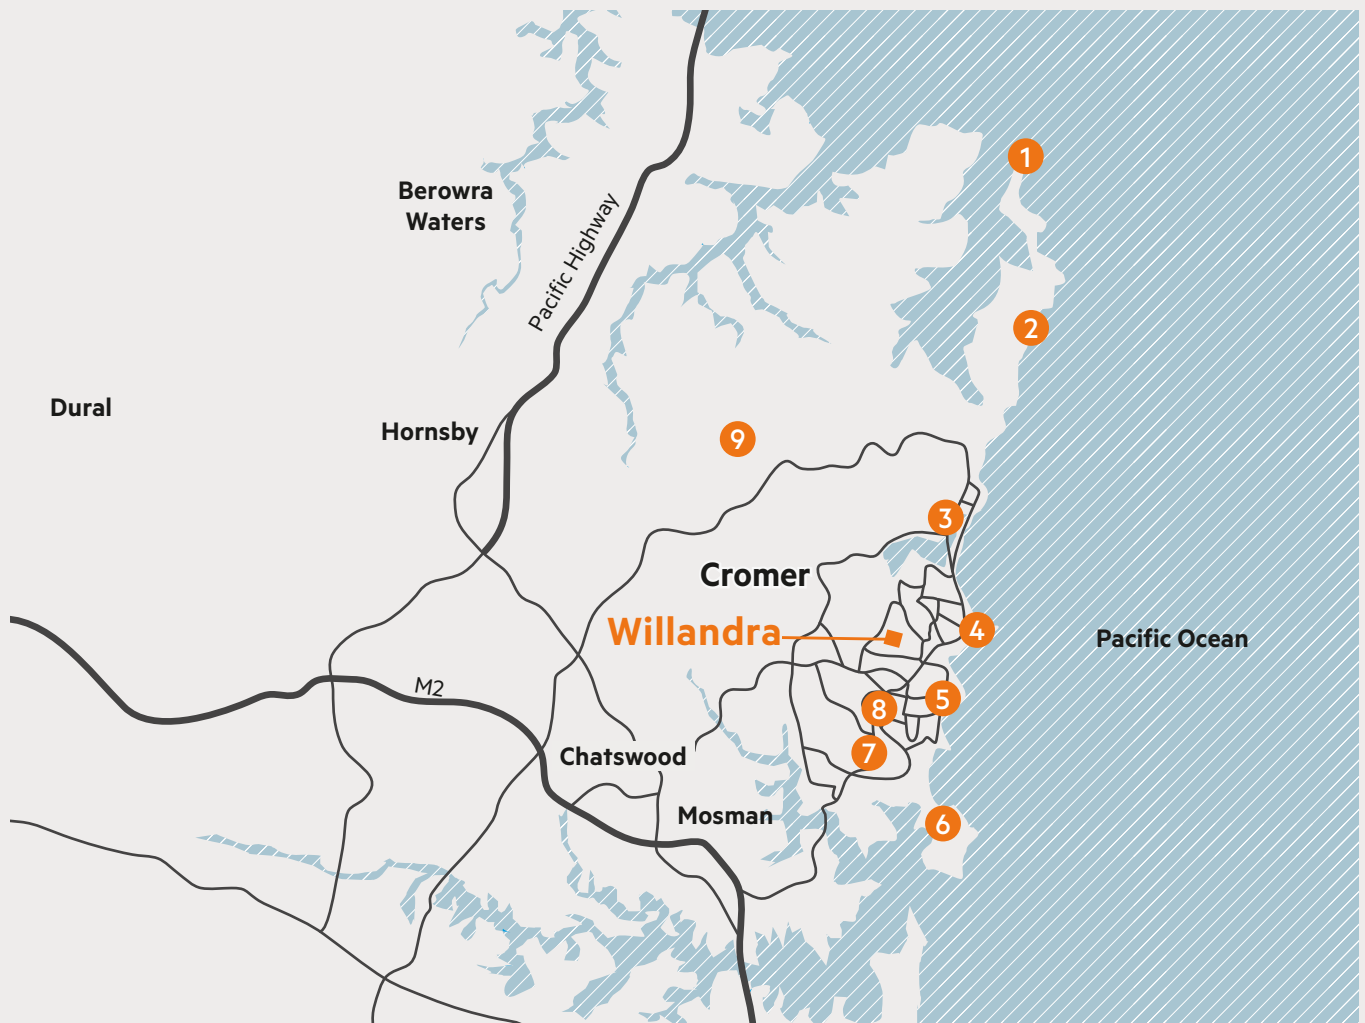 1
Berowra
Waters
Pacific Highway
2
Dural
Hornsby
9
3
Cromer
Willandra
4
Pacific Ocean
M2
5
8
7
Chatswood
Mosman
6